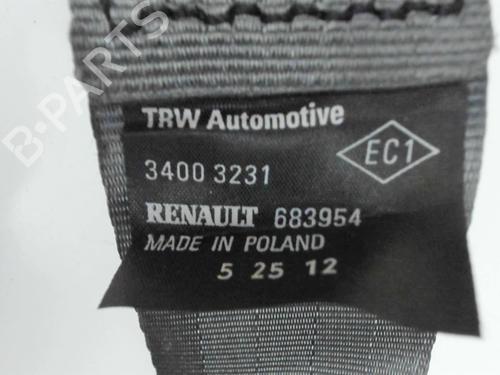 B-PARTS
TRW Automotive
3400 3231
EC1
RENAULT 683954
MADE IN POLAND
5 25 12